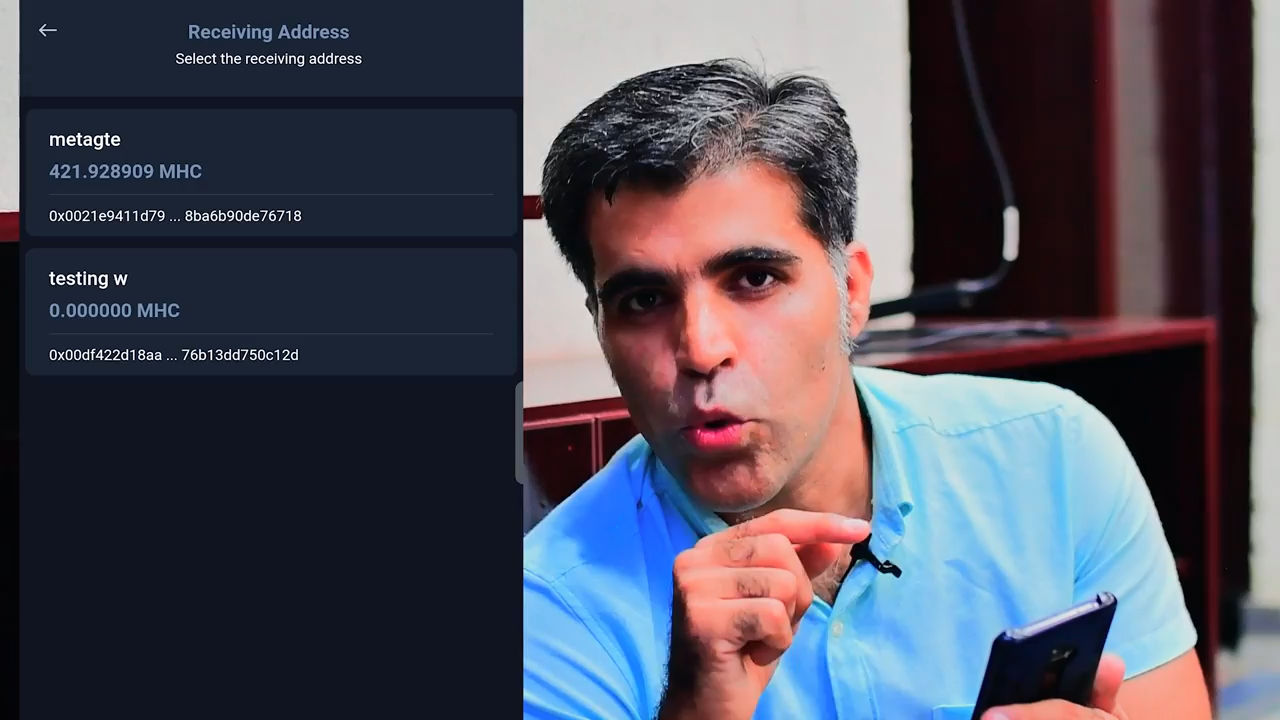 Receiving Address
Select the receiving address
metagte
421.928909 MHC
0x0021e9411d79 ... 8ba6b90de76718
testing w
0.000000 MHC
0x00df422d18aa ... 76b13dd750c12d